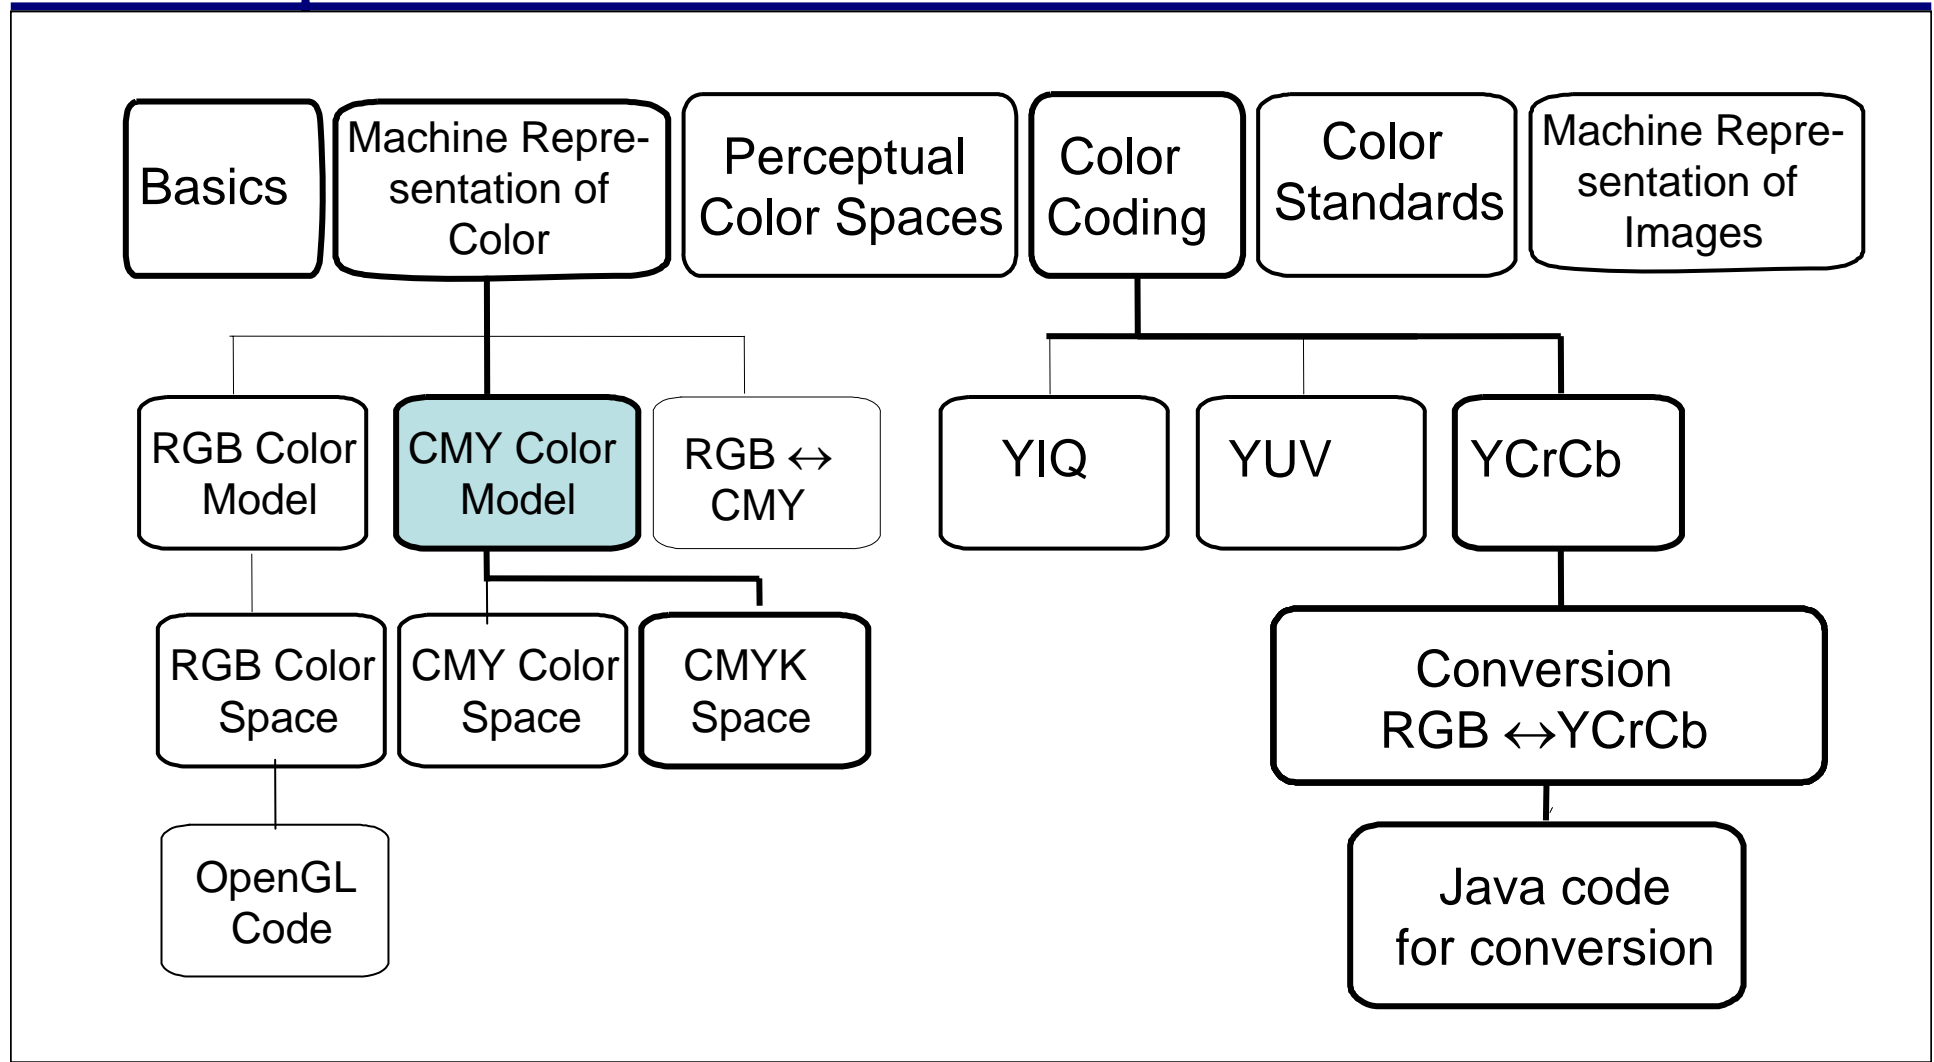 Basics
Machine Repre-
sentation of
Color
Perceptual
Color Spaces
Color
Coding
Color
Standards
Machine Repre-
sentation of
Images
RGB Color
Model
CMY Color
Model
RGB ↔
CMY
YIQ
YUV
YCrCb
RGB Color
Space
CMY Color
Space
CMYK
Space
Conversion
RGB ↔YCrCb
OpenGL
Code
Java code
for conversion